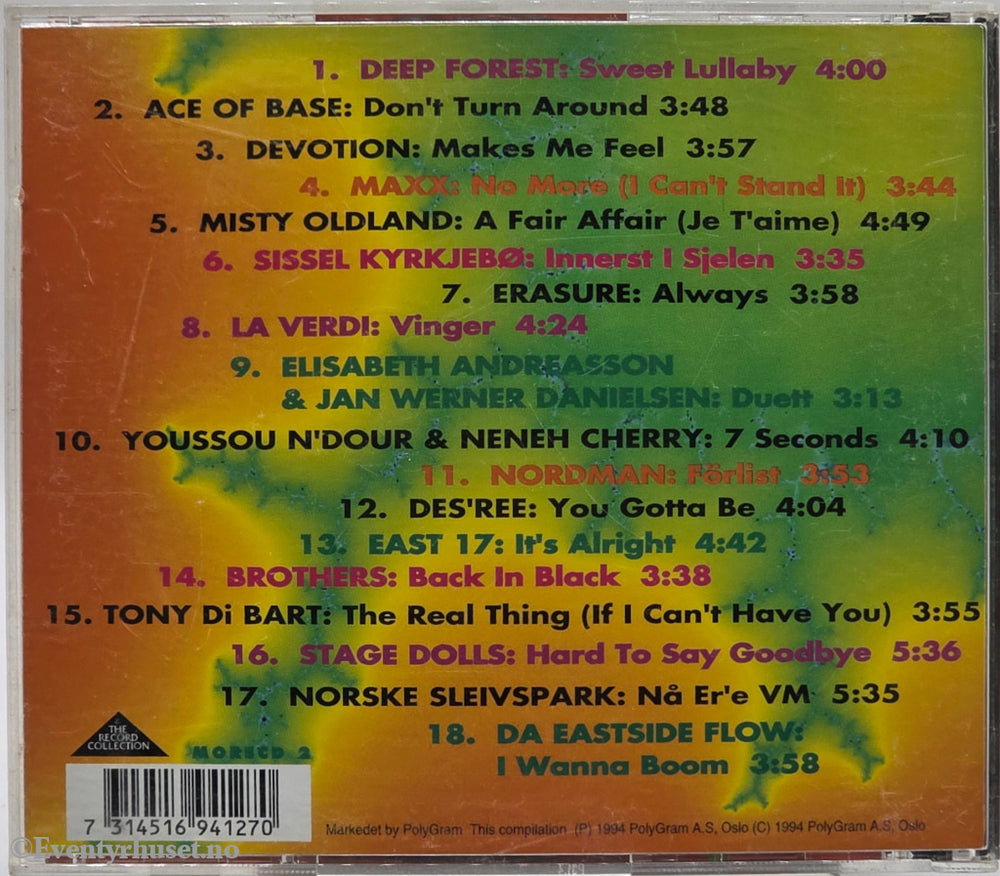 1. DEEP FOREST: Sweet Lullaby 4:00
2. ACE OF BASE: Don't Turn Around 3:48
3. DEVOTION: Makes Me Feel 3:57
4. MAXX: No More (I Can't Stand It) 3:44
5. MISTY OLDLAND: A Fair Affair (Je T'aime) 4:49
6. SISSEL KYRKJEBØ: Innerst I Sjelen 3:35
7. ERASURE: Always 3:58
8. LA VERDI: Vinger 4:24
9. ELISABETH ANDREASSON
& JAN WERNER DANIELSEN: Duett 3:13
10. YOUSSOU N'DOUR & NENEH CHERRY: 7 Seconds 4:10
11. NORDMAN: Förlist 3:53
12. DES'REE: You Gotta Be 4:04
13. EAST 17: It's Alright 4:42
14. BROTHERS: Back In Black 3:38
15. TONY Di BART: The Real Thing (If I Can't Have You) 3:55
16. STAGE DOLLS: Hard To Say Goodbye 5:36
17. NORSKE SLEIVSPARK: Nå Er'e VM 5:35
18. DA EASTSIDE FLOW:
I Wanna Boom 3:58
THE
RECORD
COLLECTION
MORECD 2
7 314516 941270
Markedet by PolyGram This compilation (P) 1994 PolyGram A.S, Oslo (C) 1994 PolyGram A.S, Oslo
©Eventyrhuset.no